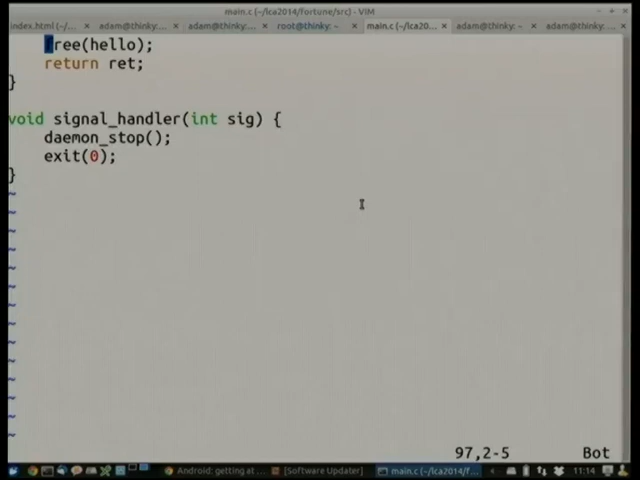 main.c (~/lca2014/fortune/src) - VIM
index.html (~/... × adam@thinky:... × adam@thinky:... × root@thinky: ~ × main.c (~/lca20... × adam@thinky: ~ × adam@thinky: ~ ×
free(hello);
return ret;
}
void signal_handler(int sig) {
daemon_stop();
exit(0);
}
~
~
~
~
~
~
~
~
~
~
~
~
~
~
97,2-5 Bot
Android: getting at ... [Software Updater] main.c (~/lca2014/f... 11:14